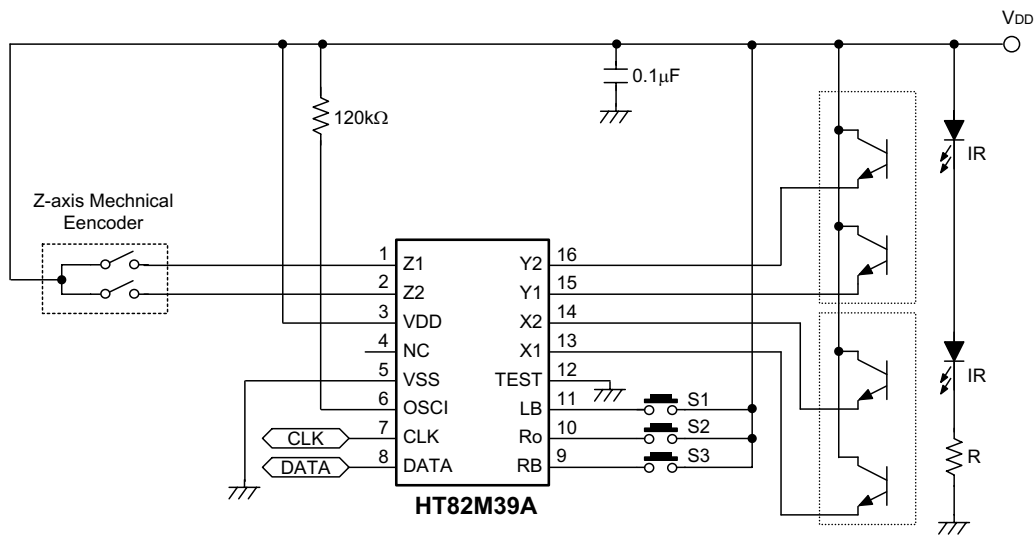 VDD
0.1µF
120kΩ
IR
Z-axis Mechnical
Eencoder
1 Z1 Y2 16
2 Z2 Y1 15
3 VDD X2 14
4 NC X1 13
5 VSS TEST 12
6 OSCI LB 11 S1
CLK 7 CLK Ro 10 S2
DATA 8 DATA RB 9 S3
IR
R
HT82M39A